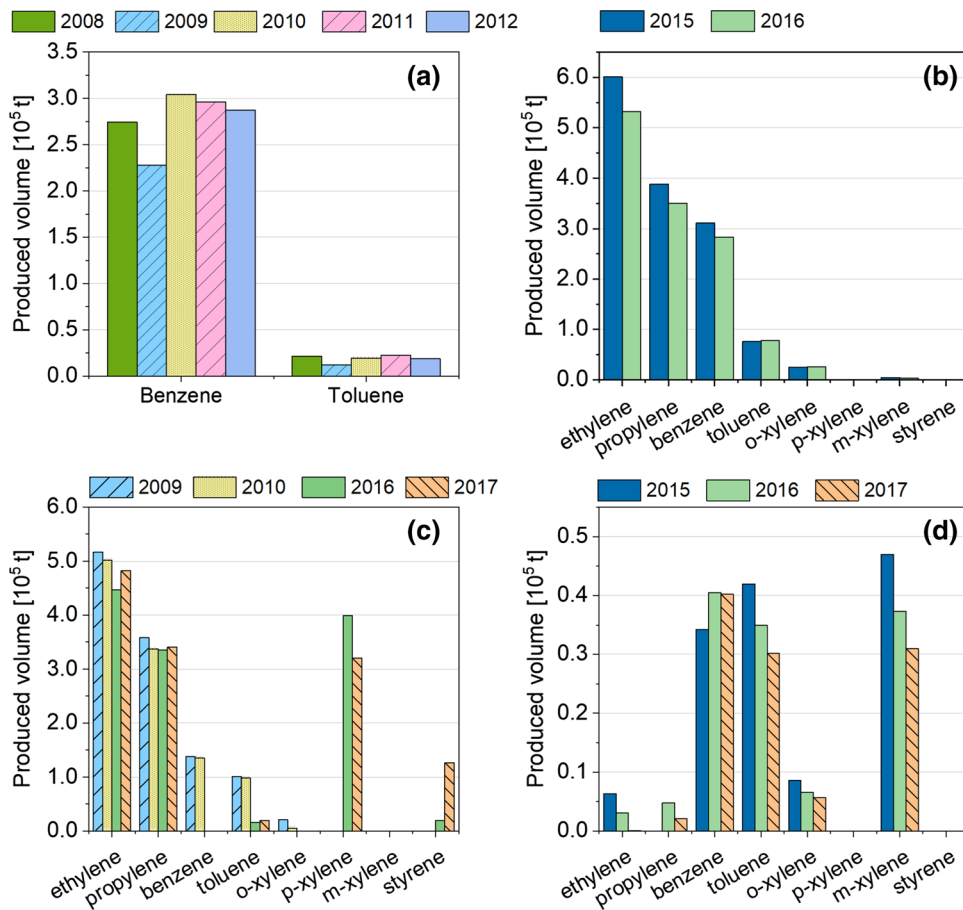 2008 2009 2010 2011 2012
(a)
Produced volume [10⁵ t]
3.5
3.0
2.5
2.0
1.5
1.0
0.5
0.0
Benzene Toluene
2015 2016
(b)
Produced volume [10⁵ t]
6.0
5.0
4.0
3.0
2.0
1.0
0.0
ethylene propylene benzene toluene o-xylene p-xylene m-xylene styrene
2009 2010 2016 2017
(c)
Produced volume [10⁵ t]
6.0
5.0
4.0
3.0
2.0
1.0
0.0
ethylene propylene benzene toluene o-xylene p-xylene m-xylene styrene
2015 2016 2017
(d)
Produced volume [10⁵ t]
0.5
0.4
0.3
0.2
0.1
0.0
ethylene propylene benzene toluene o-xylene p-xylene m-xylene styrene